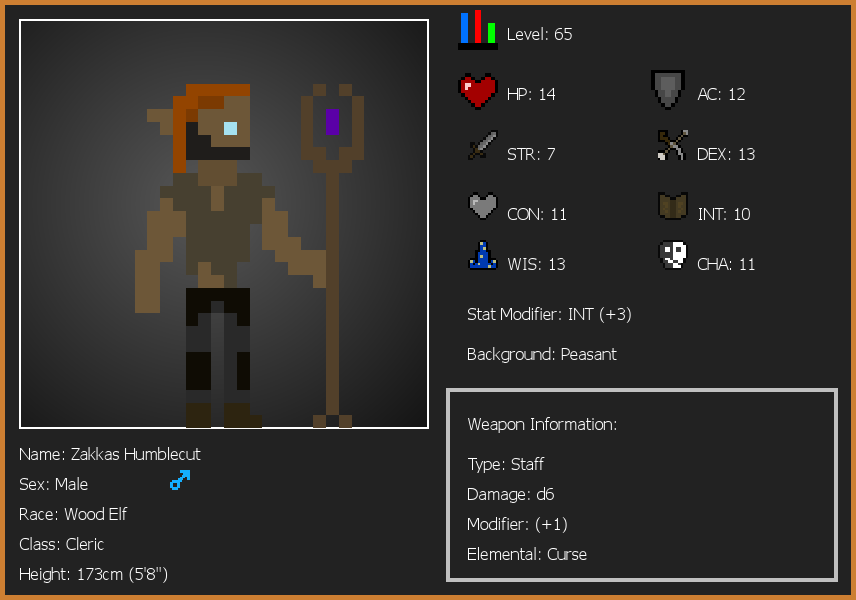 Level: 65
HP: 14
AC: 12
STR: 7
DEX: 13
CON: 11
INT: 10
WIS: 13
CHA: 11
Stat Modifier: INT (+3)
Background: Peasant
Weapon Information:
Type: Staff
Damage: d6
Modifier: (+1)
Elemental: Curse
Name: Zakkas Humblecut
Sex: Male
Race: Wood Elf
Class: Cleric
Height: 173cm (5'8")